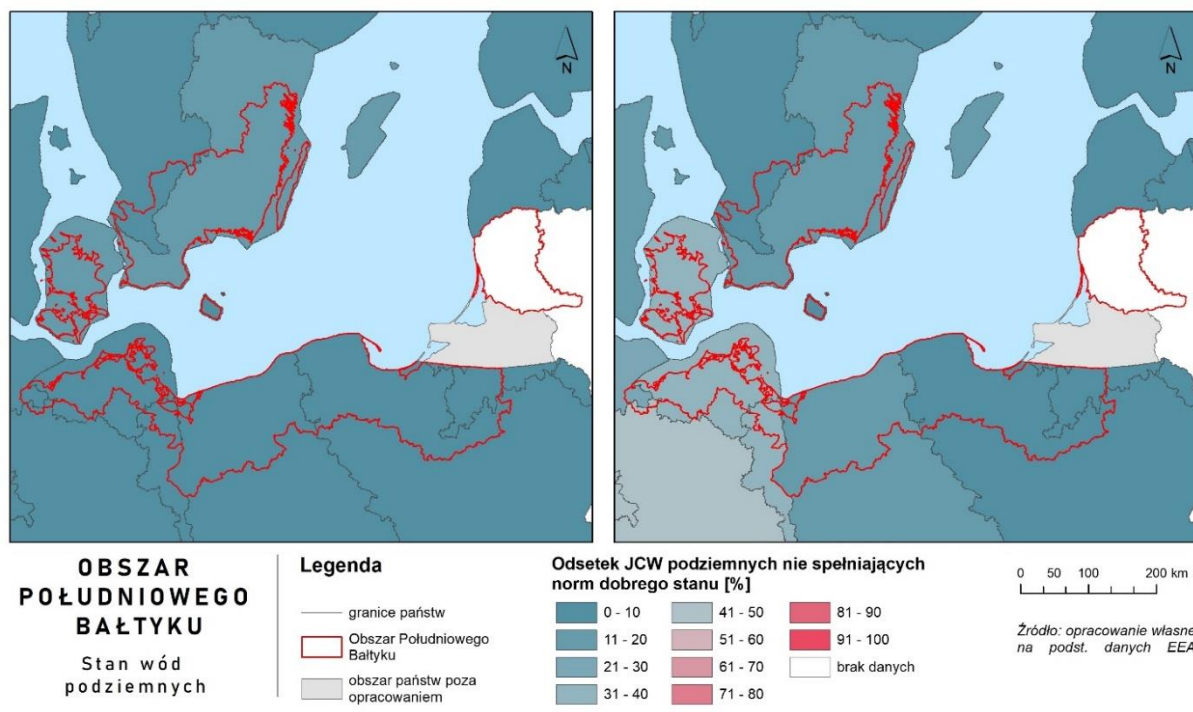 N
N
OBSZAR
POŁUDNIOWEGO
BAŁTYKU
Stan wód
podziemnych
Legenda
granice państw
Obszar Południowego
Bałtyku
obszar państw poza
opracowaniem
Odsetek JCW podziemnych nie spełniających
norm dobrego stanu [%]
0 - 10
11 - 20
21 - 30
31 - 40
41 - 50
51 - 60
61 - 70
71 - 80
81 - 90
91 - 100
brak danych
0 50 100 200 km
Źródło: opracowanie własne
na podst. danych EEA